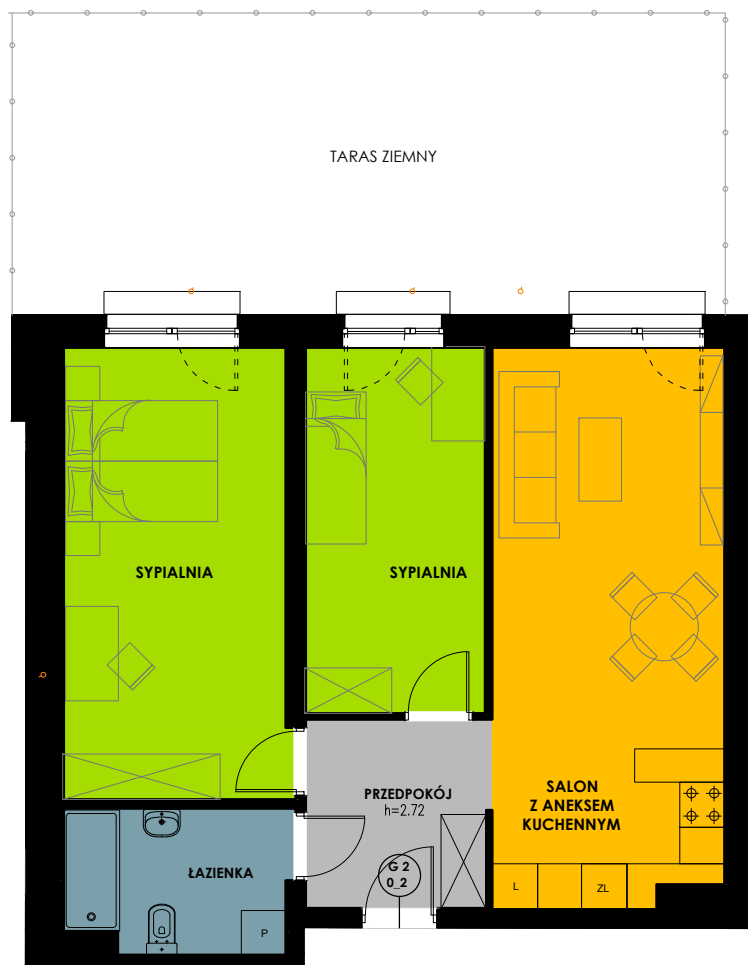 TARAS ZIEMNY
SYPIALNIA
SYPIALNIA
PRZEDPOKÓJ
h=2.72
SALON
Z ANEKSEM
KUCHENNYM
ŁAZIENKA
G 2
0_2
L
ZL
P